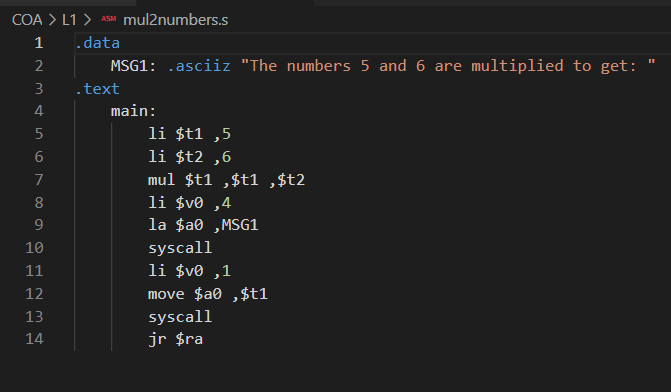 COA > L1 > ASM mul2numbers.s
1 .data
2 MSG1: .asciiz "The numbers 5 and 6 are multiplied to get: "
3 .text
4 main:
5 li $t1 ,5
6 li $t2 ,6
7 mul $t1 ,$t1 ,$t2
8 li $v0 ,4
9 la $a0 ,MSG1
10 syscall
11 li $v0 ,1
12 move $a0 ,$t1
13 syscall
14 jr $ra